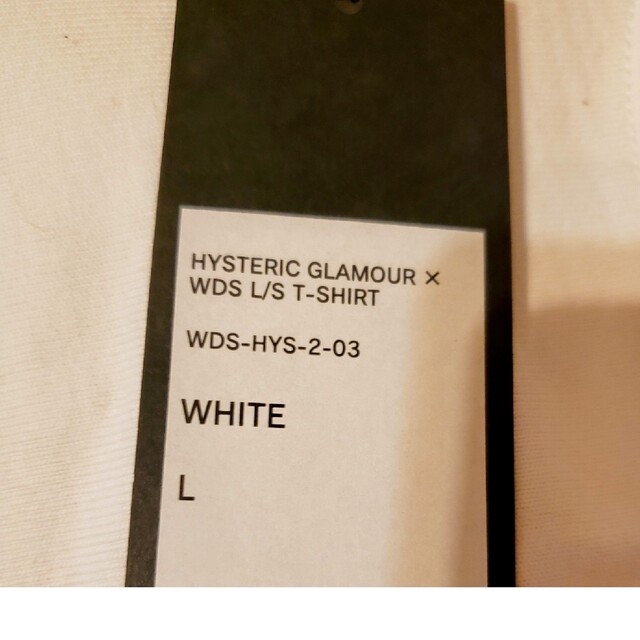 HYSTERIC GLAMOUR ×
WDS L/S T-SHIRT
WDS-HYS-2-03
WHITE
L